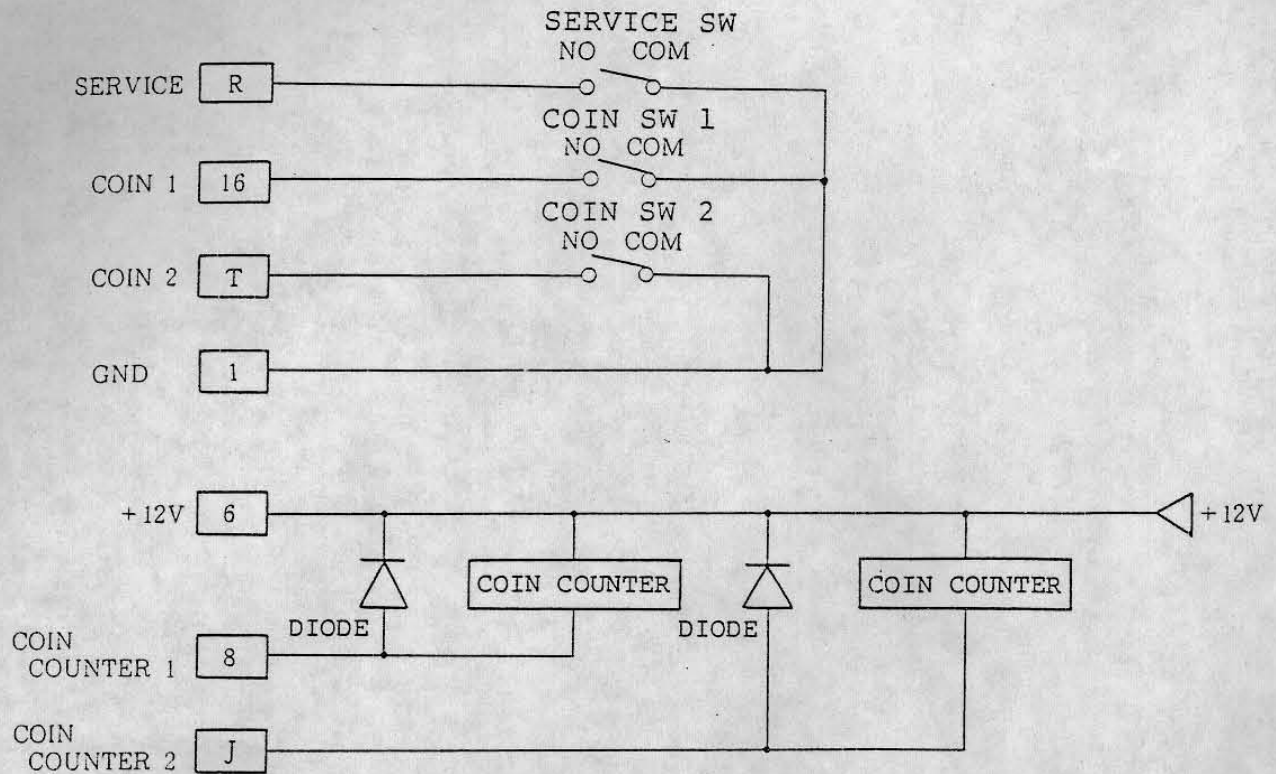 SERVICE SW
NO COM
SERVICE R
COIN SW 1
NO COM
COIN 1 16
COIN SW 2
NO COM
COIN 2 T
GND 1
+12V 6 +12V
COIN COUNTER COIN COUNTER
DIODE DIODE
COIN
COUNTER 1 8
COIN
COUNTER 2 J